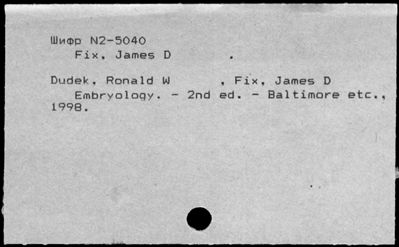 Шифр N2-5040
Fix, James D .
Dudek, Ronald W , Fix, James D
Embryology. - 2nd ed. - Baltimore etc.,
1998.